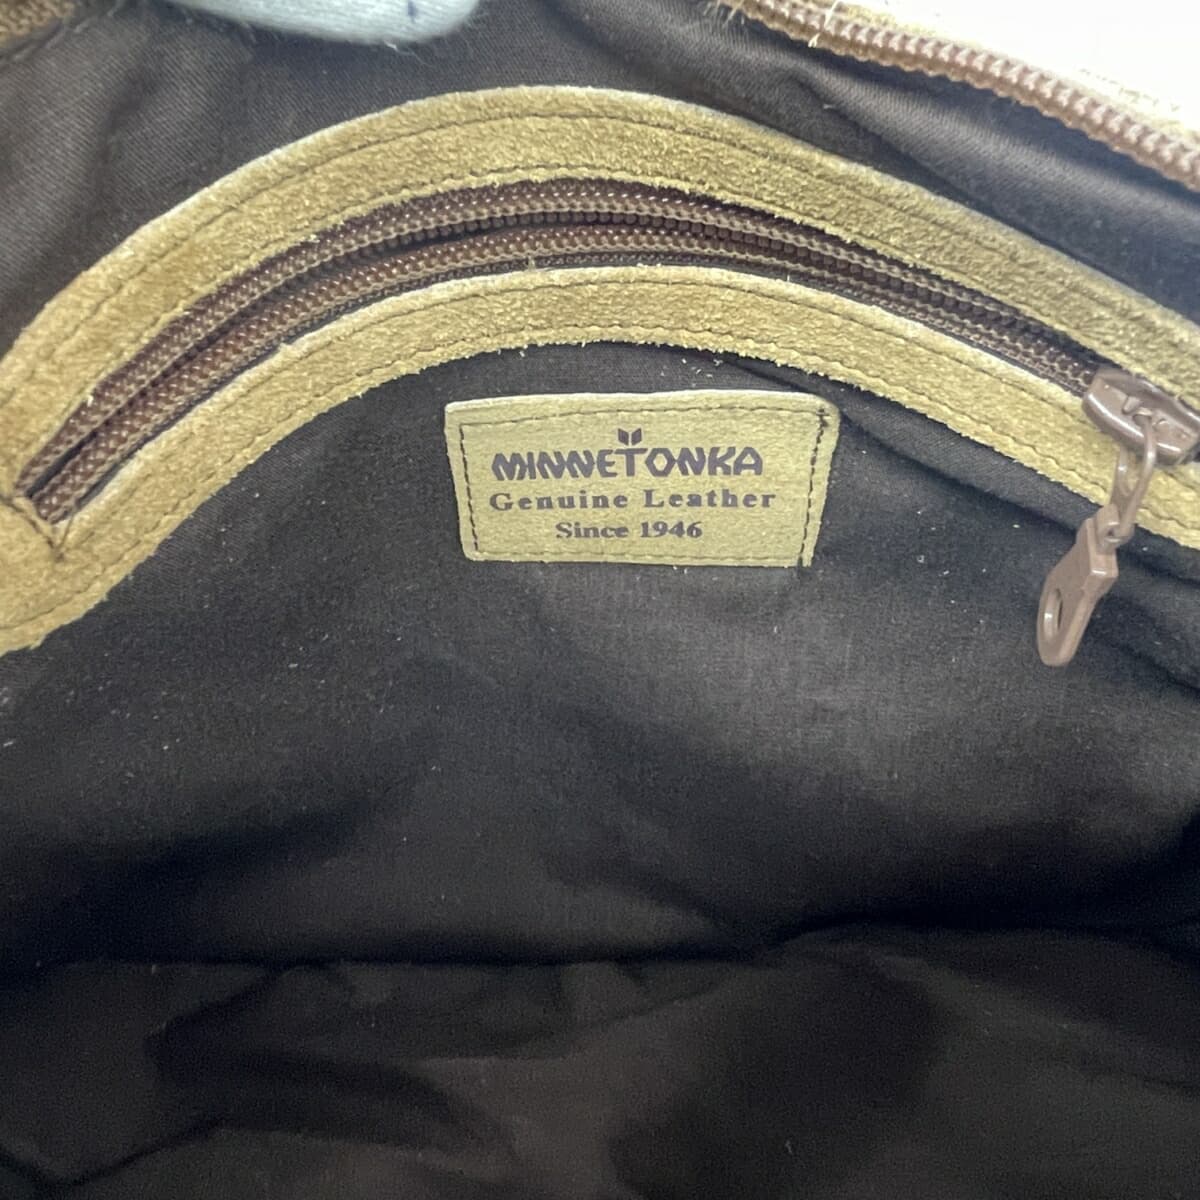 MINNETONKA
Genuine Leather
Since 1946